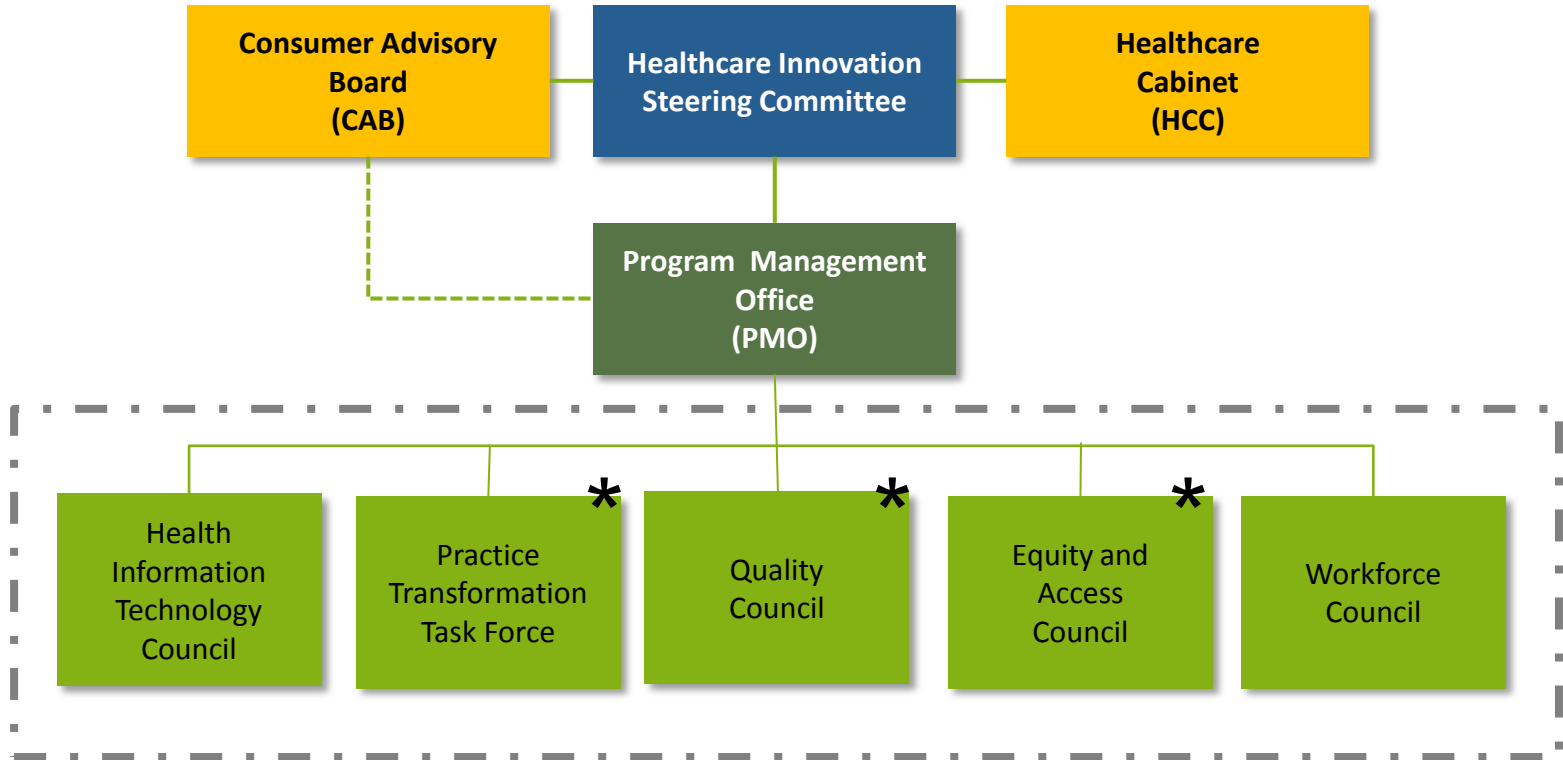 Consumer Advisory
Board
(CAB)
Healthcare Innovation
Steering Committee
Healthcare
Cabinet
(HCC)
Program Management
Office
(PMO)
Health
Information
Technology
Council
*
Practice
Transformation
Task Force
*
Quality
Council
*
Equity and
Access
Council
Workforce
Council